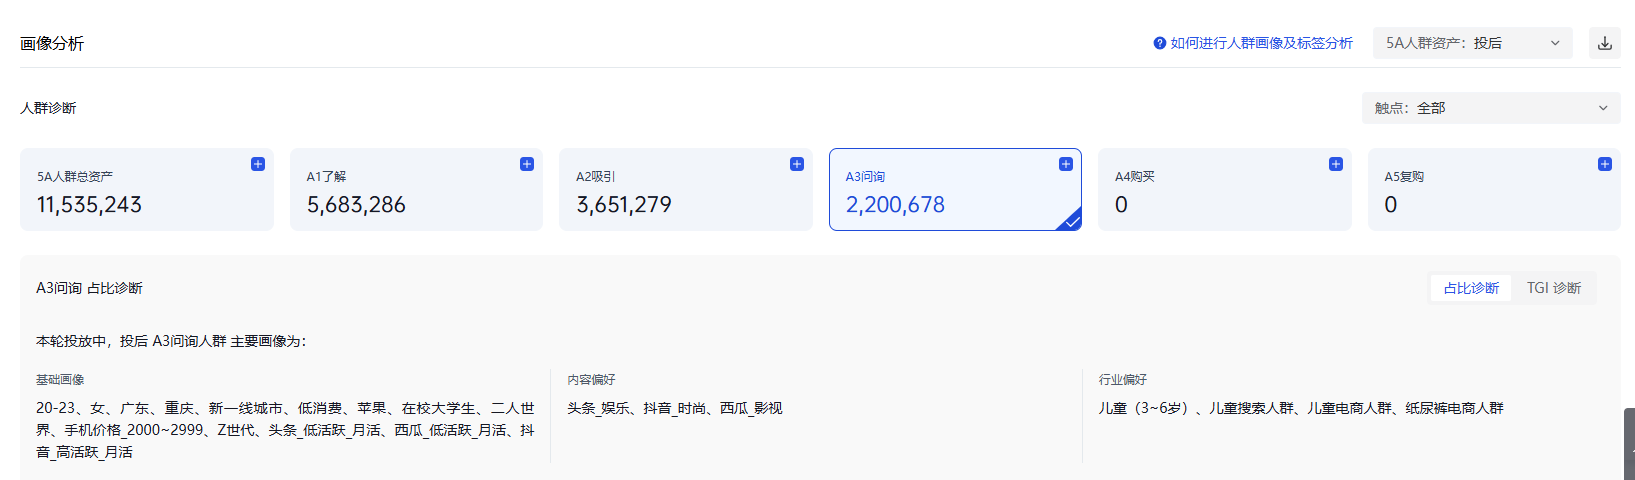 画像分析
如何进行人群画像及标签分析
5A人群资产：投后
人群诊断
触点：全部
5A人群总资产
11,535,243
A1了解
5,683,286
A2吸引
3,651,279
A3问询
2,200,678
A4购买
0
A5复购
0
A3问询 占比诊断
占比诊断
TGI 诊断
本轮投放中，投后 A3问询人群 主要画像为：
基础画像
20-23、女、广东、重庆、新一线城市、低消费、苹果、在校大学生、二人世
界、手机价格_2000~2999、Z世代、头条_低活跃_月活、西瓜_低活跃_月活、抖
音_高活跃_月活
内容偏好
头条_娱乐、抖音_时尚、西瓜_影视
行业偏好
儿童（3~6岁）、儿童搜索人群、儿童电商人群、纸尿裤电商人群